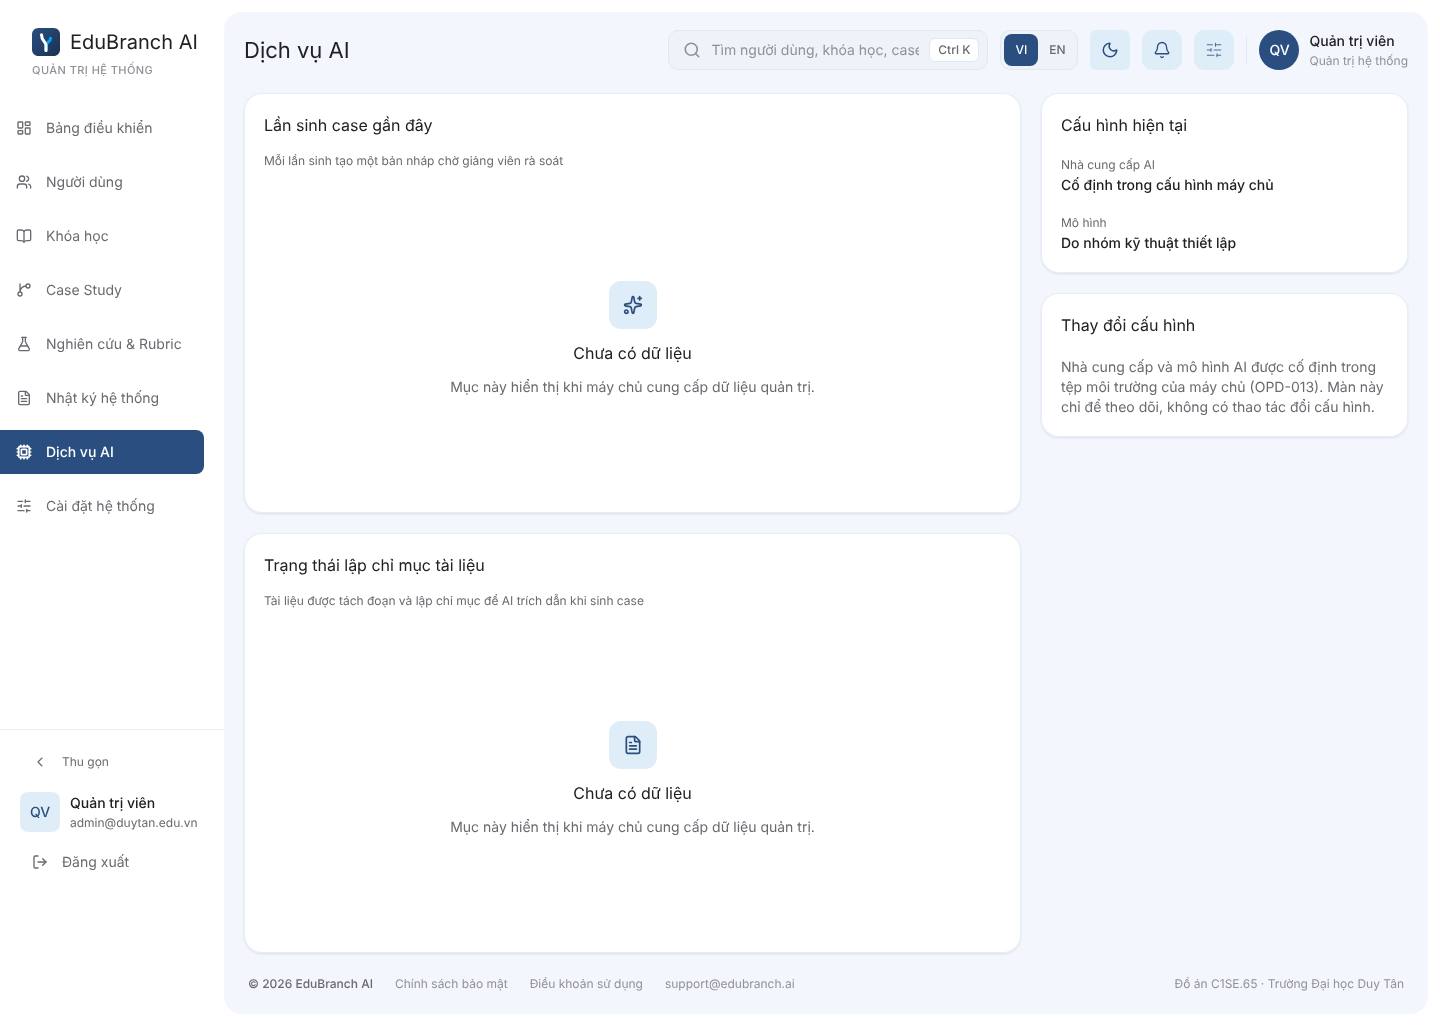 EduBranch AI
QUẢN TRỊ HỆ THỐNG
Bảng điều khiển
Người dùng
Khóa học
Case Study
Nghiên cứu & Rubric
Nhật ký hệ thống
Dịch vụ AI
Cài đặt hệ thống
Thu gọn
QV
Quản trị viên
admin@duytan.edu.vn
Đăng xuất
Dịch vụ AI
Tìm người dùng, khóa học, case
Ctrl K
VI
EN
QV
Quản trị viên
Quản trị hệ thống
Lần sinh case gần đây
Mỗi lần sinh tạo một bản nháp chờ giảng viên rà soát
Chưa có dữ liệu
Mục này hiển thị khi máy chủ cung cấp dữ liệu quản trị.
Trạng thái lập chỉ mục tài liệu
Tài liệu được tách đoạn và lập chỉ mục để AI trích dẫn khi sinh case
Chưa có dữ liệu
Mục này hiển thị khi máy chủ cung cấp dữ liệu quản trị.
Cấu hình hiện tại
Nhà cung cấp AI
Cố định trong cấu hình máy chủ
Mô hình
Do nhóm kỹ thuật thiết lập
Thay đổi cấu hình
Nhà cung cấp và mô hình AI được cố định trong
tệp môi trường của máy chủ (OPD-013). Màn này
chỉ để theo dõi, không có thao tác đổi cấu hình.
© 2026 EduBranch AI
Chính sách bảo mật
Điều khoản sử dụng
support@edubranch.ai
Đồ án C1SE.65 · Trường Đại học Duy Tân